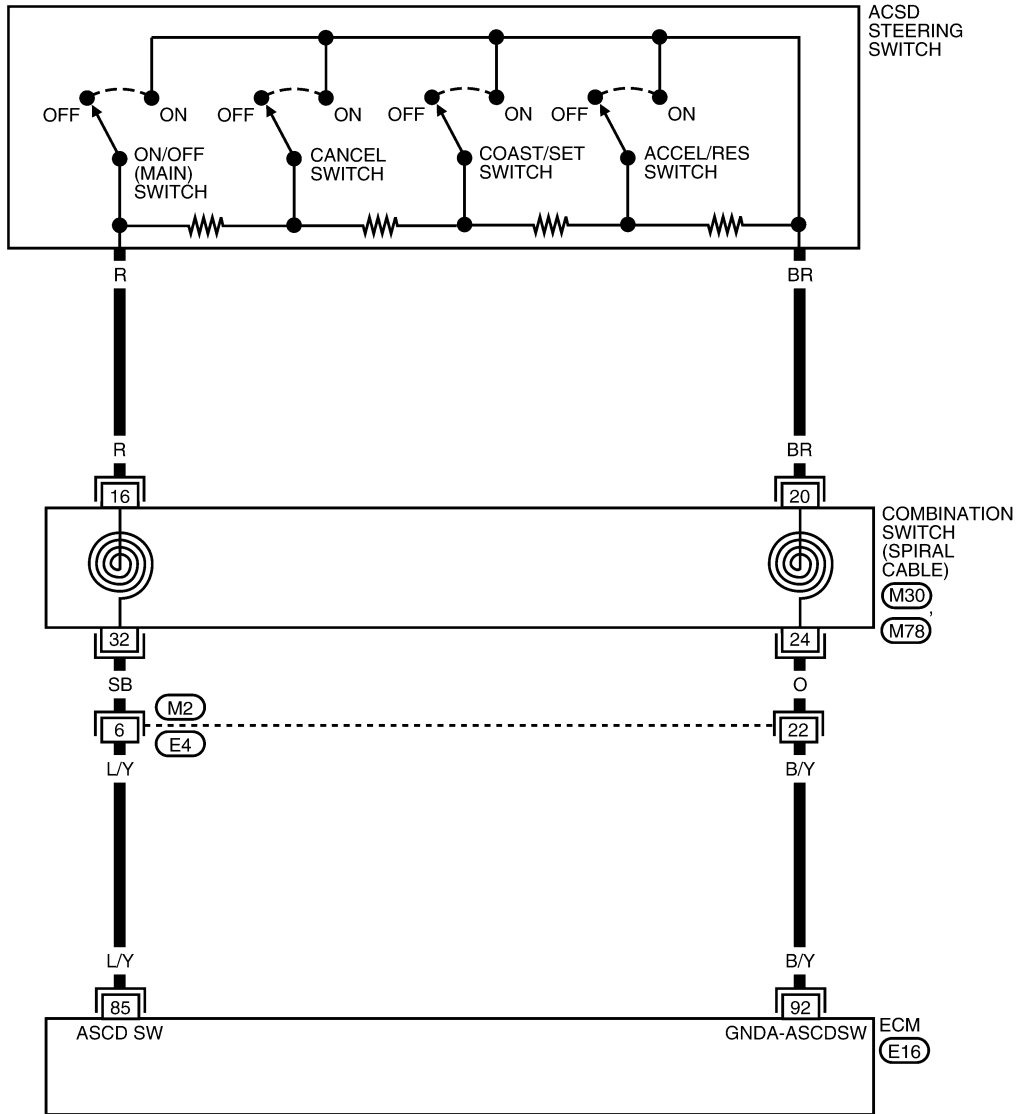 ACSD
STEERING
SWITCH
OFF
ON
OFF
ON
OFF
ON
OFF
ON
ON/OFF
(MAIN)
SWITCH
CANCEL
SWITCH
COAST/SET
SWITCH
ACCEL/RES
SWITCH
R
BR
R
BR
16
20
COMBINATION
SWITCH
(SPIRAL
CABLE)
M30
,
M78
32
24
SB
O
M2
6
22
E4
L/Y
B/Y
L/Y
B/Y
85
92
ASCD SW
GNDA-ASCDSW
ECM
E16